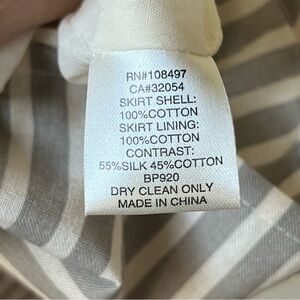 RN#108497
CA#32054
SKIRT SHELL:
100%COTTON
SKIRT LINING:
100%COTTON
CONTRAST:
55%SILK 45%COTTON
BP920
DRY CLEAN ONLY
MADE IN CHINA